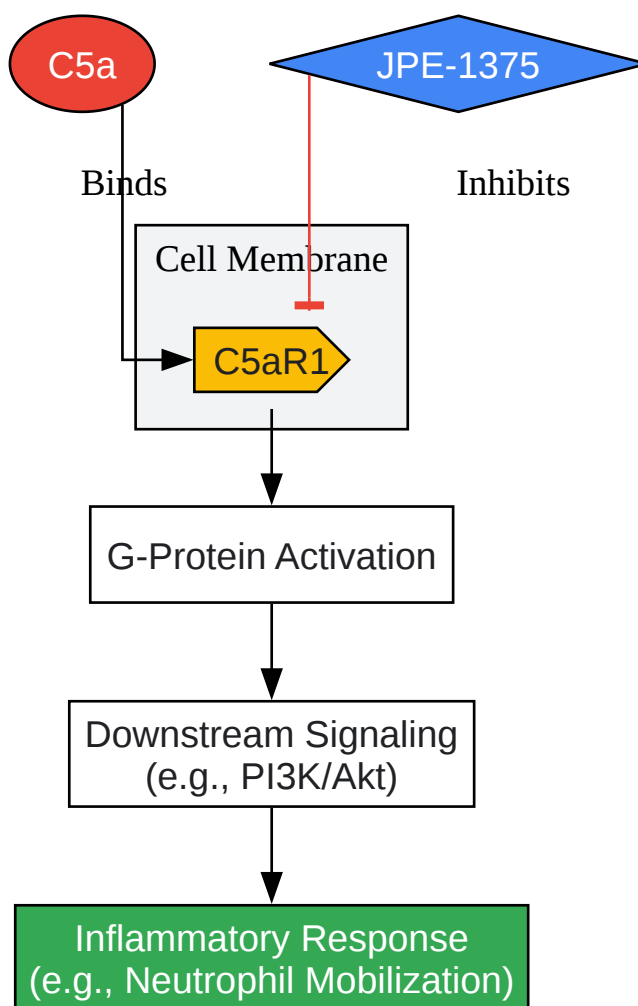 C5a
JPE-1375
Binds
Inhibits
Cell Membrane
C5aR1
G-Protein Activation
Downstream Signaling
(e.g., PI3K/Akt)
Inflammatory Response
(e.g., Neutrophil Mobilization)